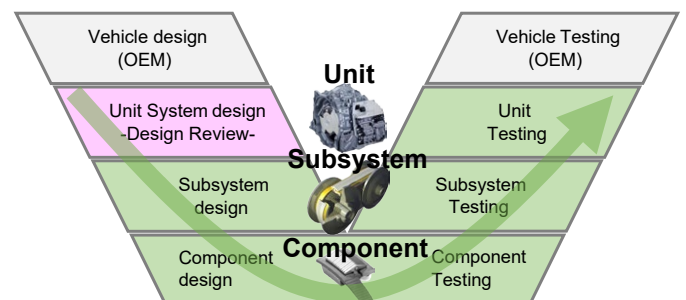 Vehicle design
(OEM)
Vehicle Testing
(OEM)
Unit
Unit System design
-Design Review-
Unit
Testing
Subsystem
Subsystem
design
Subsystem
Testing
Component
Component
design
Component
Testing